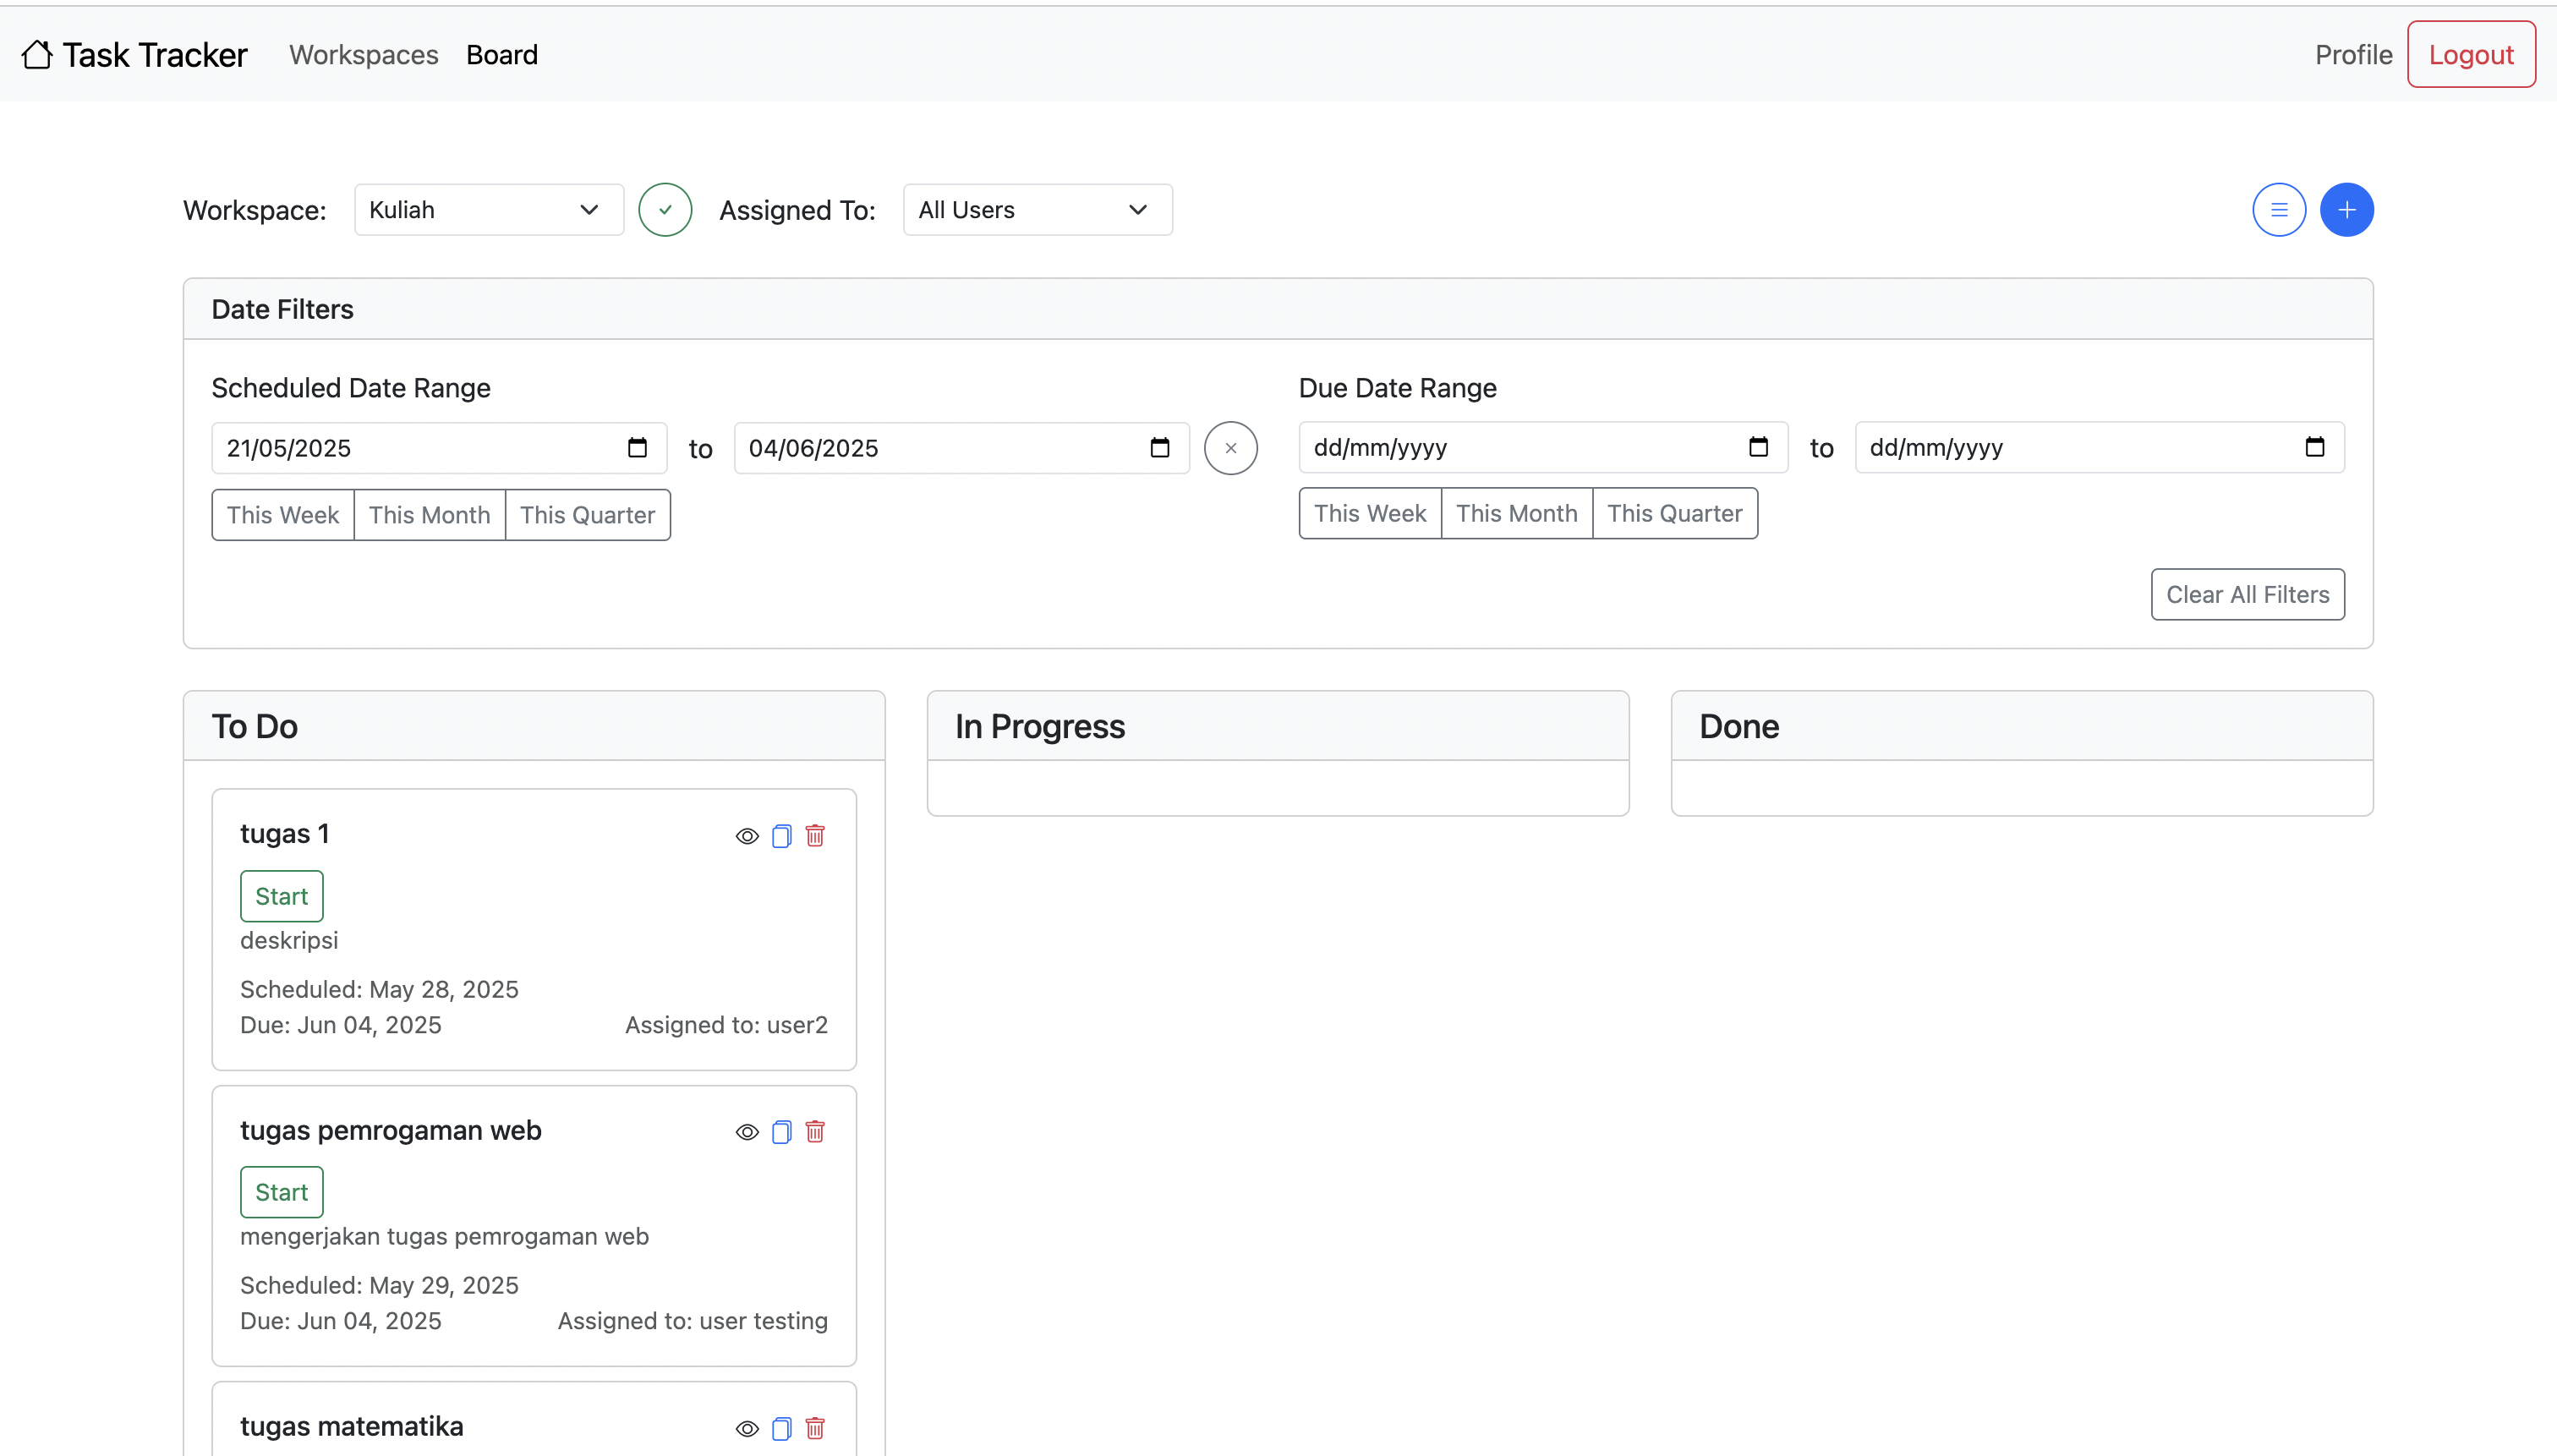 Task Tracker Workspaces Board Profile Logout
Workspace: Kuliah Assigned To: All Users
Date Filters
Scheduled Date Range
21/05/2025 to 04/06/2025
This Week This Month This Quarter
Due Date Range
dd/mm/yyyy to dd/mm/yyyy
This Week This Month This Quarter
Clear All Filters
To Do
tugas 1
Start
deskripsi
Scheduled: May 28, 2025
Due: Jun 04, 2025 Assigned to: user2
tugas pemrogaman web
Start
mengerjakan tugas pemrogaman web
Scheduled: May 29, 2025
Due: Jun 04, 2025 Assigned to: user testing
tugas matematika
In Progress
Done